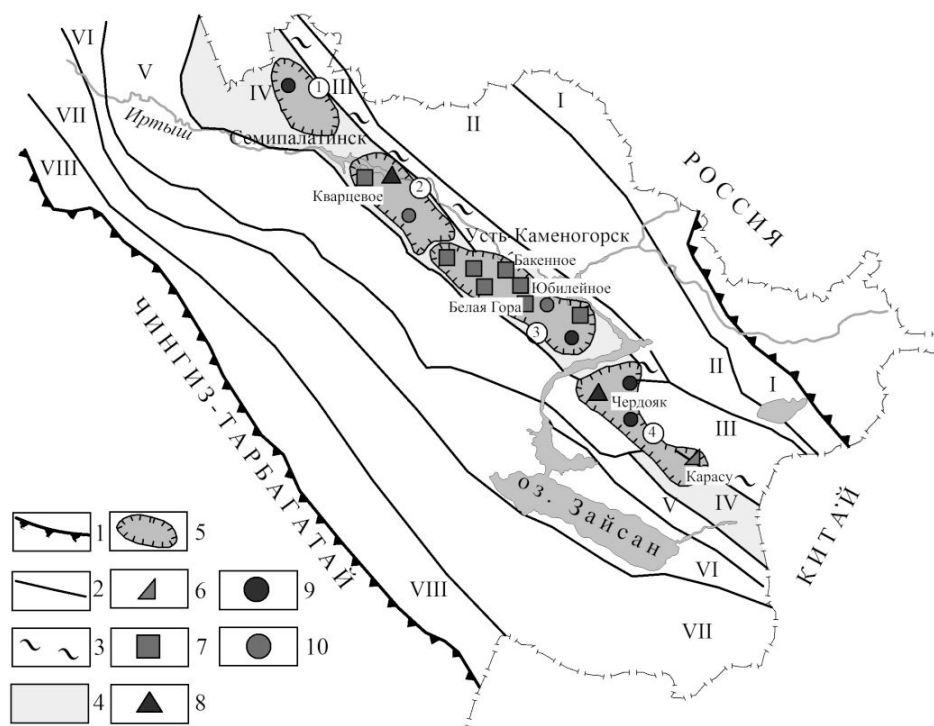 VI
V
VII
VIII
Иртыш
IV
1
III
II
I
Семипалатинск
РОССИЯ
2
Кварцевое
Усть-Каменогорск
Бакенное
Юбилейное
Белая Гора
3
II
I
Чердояк
III
4
Карасу
IV
V
оз. Зайсан
VI
VII
VIII
КИТАЙ
ЧИНГИЗ-ТАРБАГАТАЙ
1
5
2
6
9
3
7
10
4
8